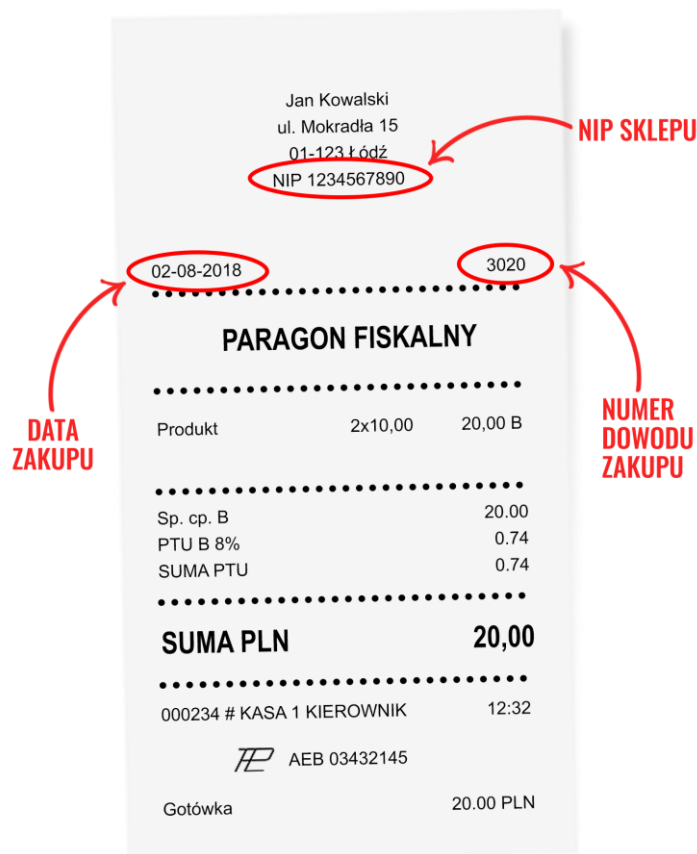 Jan Kowalski
ul. Mokradła 15
01-123 Łódź
NIP 1234567890
NIP SKLEPU
02-08-2018 3020
PARAGON FISKALNY
Produkt 2x10,00 20,00 B
DATA
ZAKUPU
NUMER
DOWODU
ZAKUPU
Sp. cp. B 20.00
PTU B 8% 0.74
SUMA PTU 0.74
SUMA PLN 20,00
000234 # KASA 1 KIEROWNIK 12:32
AEB 03432145
Gotówka 20.00 PLN